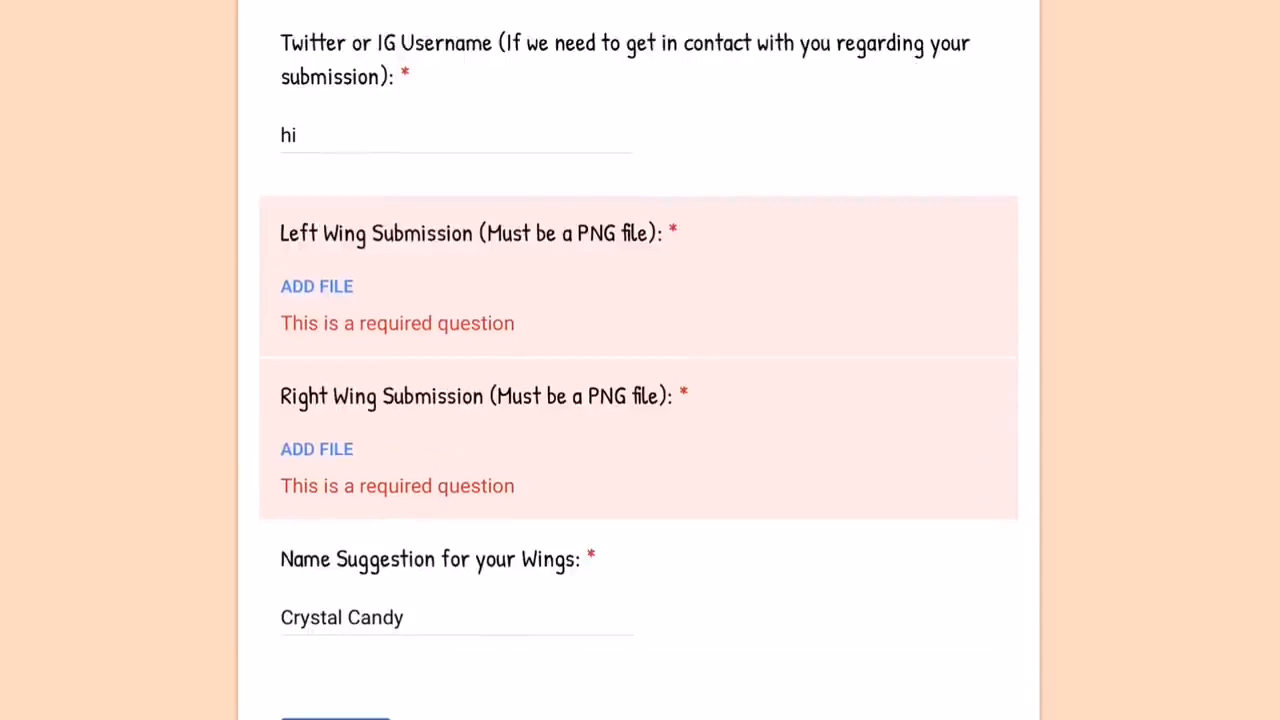 Twitter or IG Username (If we need to get in contact with you regarding your
submission): *
hi
Left Wing Submission (Must be a PNG file): *
ADD FILE
This is a required question
Right Wing Submission (Must be a PNG file): *
ADD FILE
This is a required question
Name Suggestion for your Wings: *
Crystal Candy